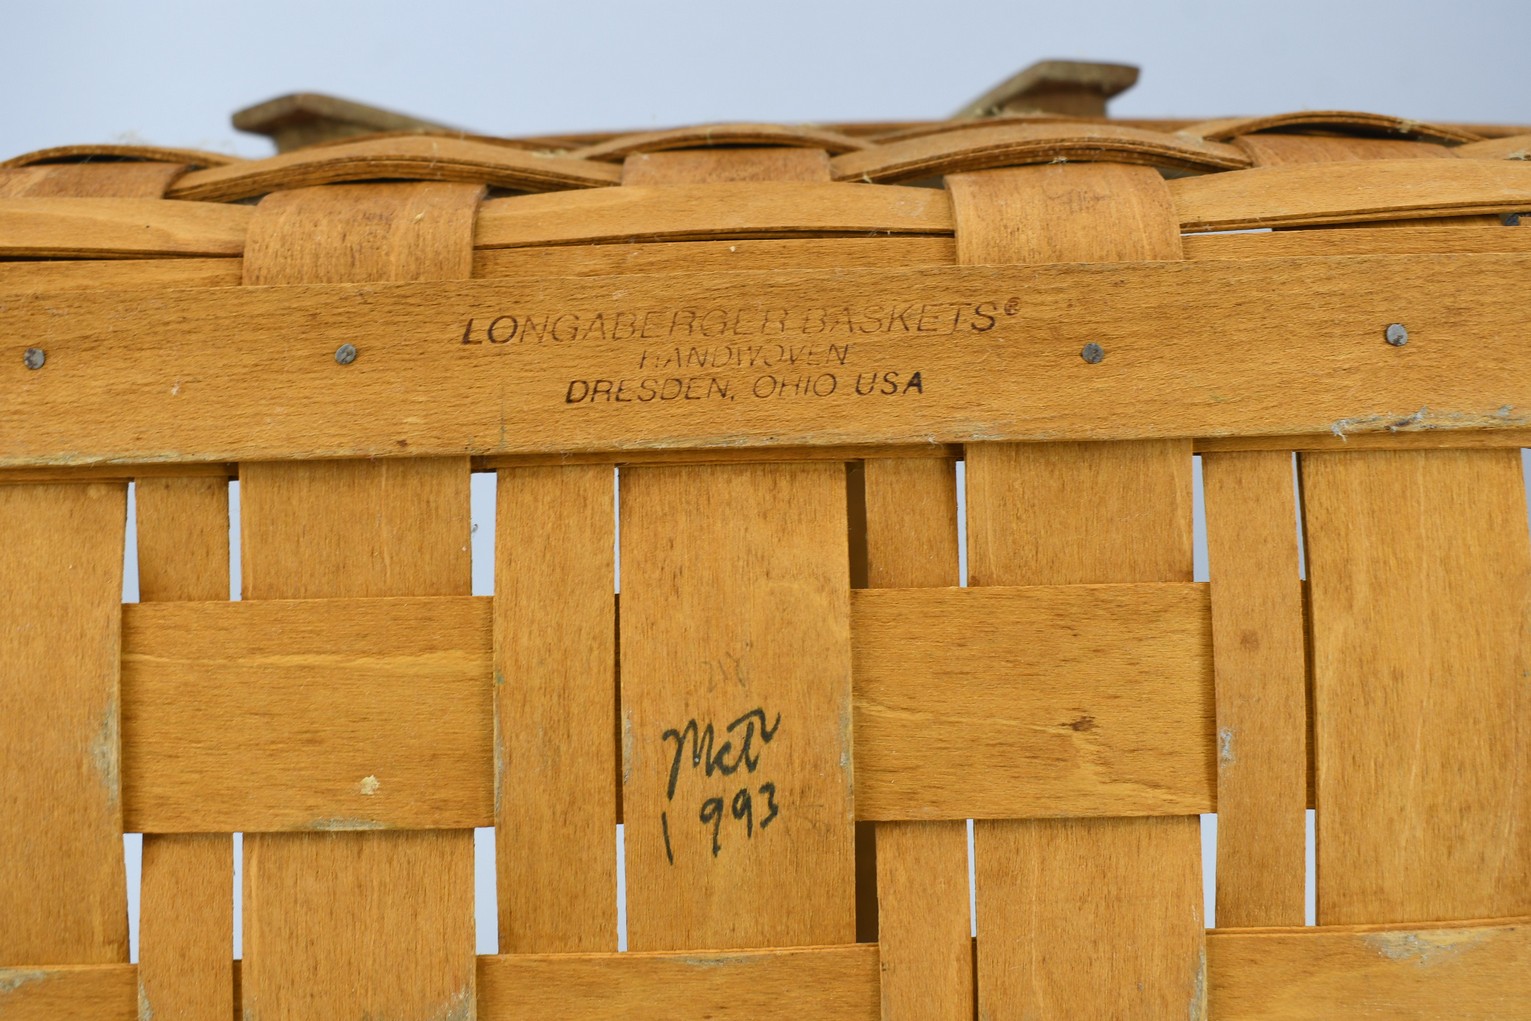 LONGABERGER BASKETS®
HANDWOVEN
DRESDEN, OHIO USA
1993